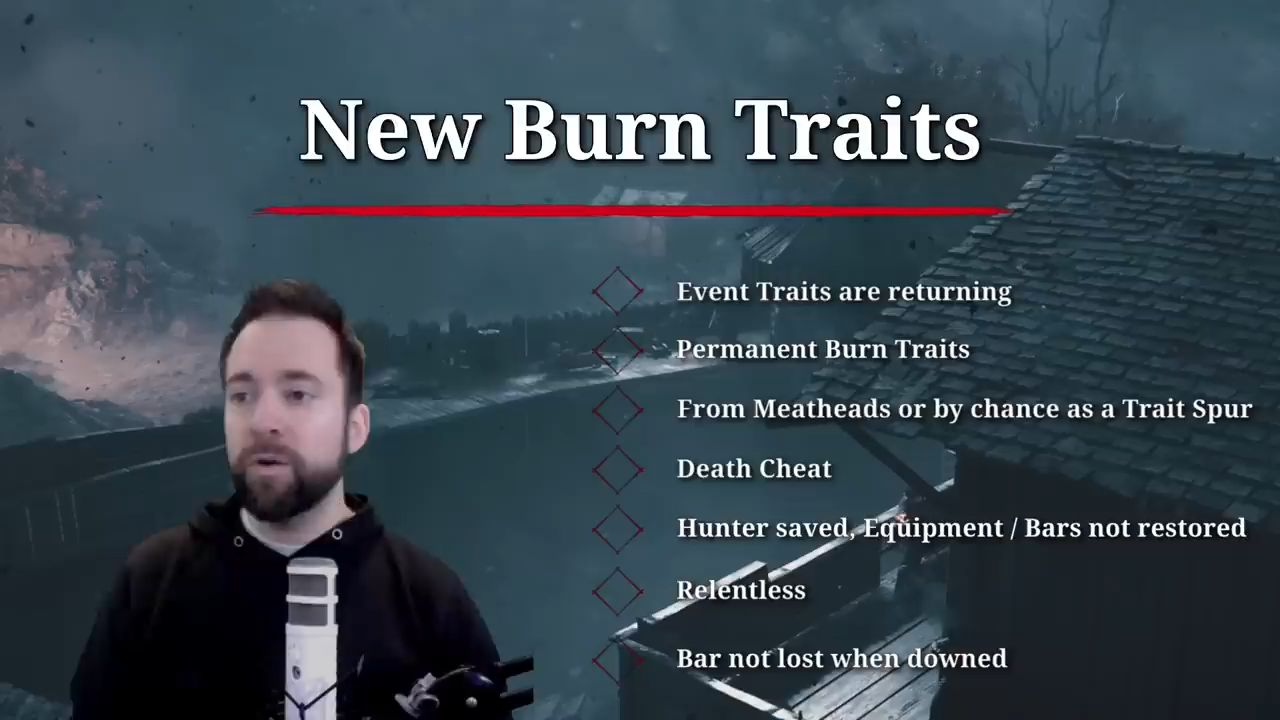 New Burn Traits
Event Traits are returning
Permanent Burn Traits
From Meatheads or by chance as a Trait Spur
Death Cheat
Hunter saved, Equipment / Bars not restored
Relentless
Bar not lost when downed